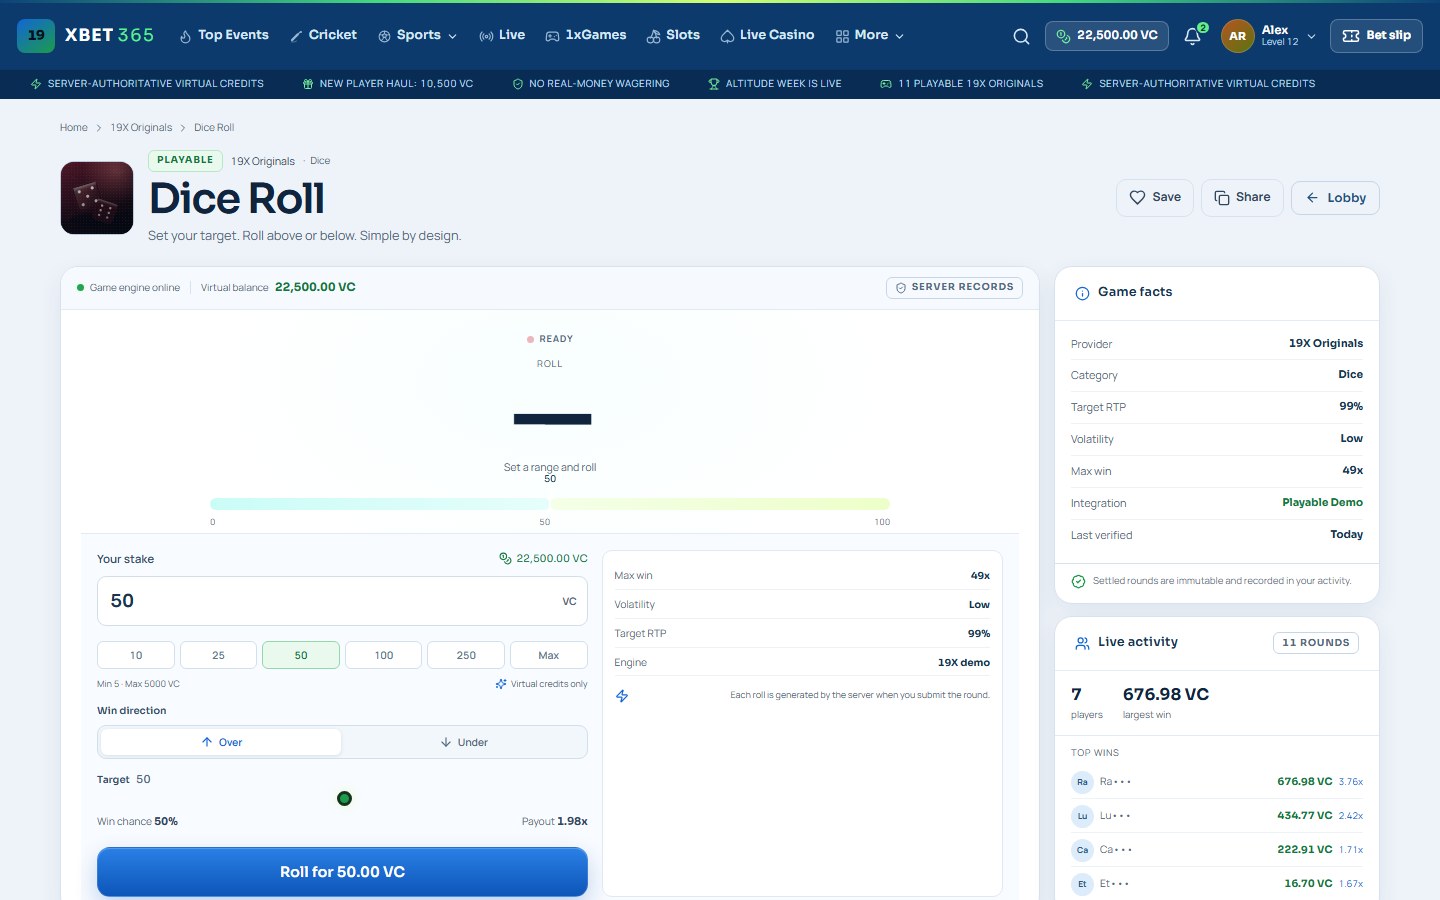 19 XBET 365 Top Events Cricket Sports Live 1xGames Slots Live Casino More 22,500.00 VC 2 AR Alex Level 12 Bet slip
SERVER-AUTHORITATIVE VIRTUAL CREDITS NEW PLAYER HAUL: 10,500 VC NO REAL-MONEY WAGERING ALTITUDE WEEK IS LIVE 11 PLAYABLE 19X ORIGINALS SERVER-AUTHORITATIVE VIRTUAL CREDITS
Home > 19X Originals > Dice Roll
PLAYABLE 19X Originals · Dice
Dice Roll
Set your target. Roll above or below. Simple by design.
Save Share Lobby
Game engine online Virtual balance 22,500.00 VC SERVER RECORDS
READY
ROLL
—
Set a range and roll
50
0 50 100
Your stake 22,500.00 VC
50 VC
10 25 50 100 250 Max
Min 5 · Max 5000 VC Virtual credits only
Win direction
Over Under
Target 50
Win chance 50% Payout 1.98x
Roll for 50.00 VC
Max win 49x
Volatility Low
Target RTP 99%
Engine 19X demo
Each roll is generated by the server when you submit the round.
Game facts
Provider 19X Originals
Category Dice
Target RTP 99%
Volatility Low
Max win 49x
Integration Playable Demo
Last verified Today
Settled rounds are immutable and recorded in your activity.
Live activity 11 ROUNDS
7 676.98 VC
players largest win
TOP WINS
Ra Ra••• 676.98 VC 3.76x
Lu Lu••• 434.77 VC 2.42x
Ca Ca••• 222.91 VC 1.71x
Et Et••• 16.70 VC 1.67x